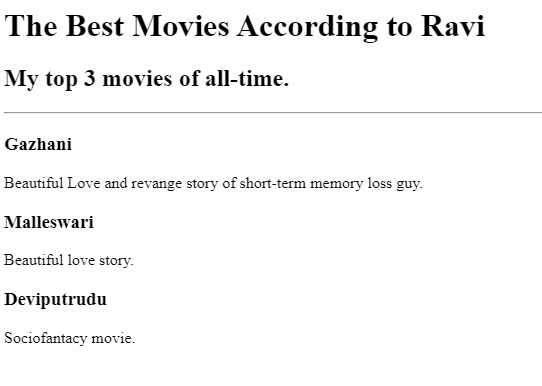 The Best Movies According to Ravi
My top 3 movies of all-time.
Gazhani
Beautiful Love and revange story of short-term memory loss guy.
Malleswari
Beautiful love story.
Deviputrudu
Sociofantacy movie.